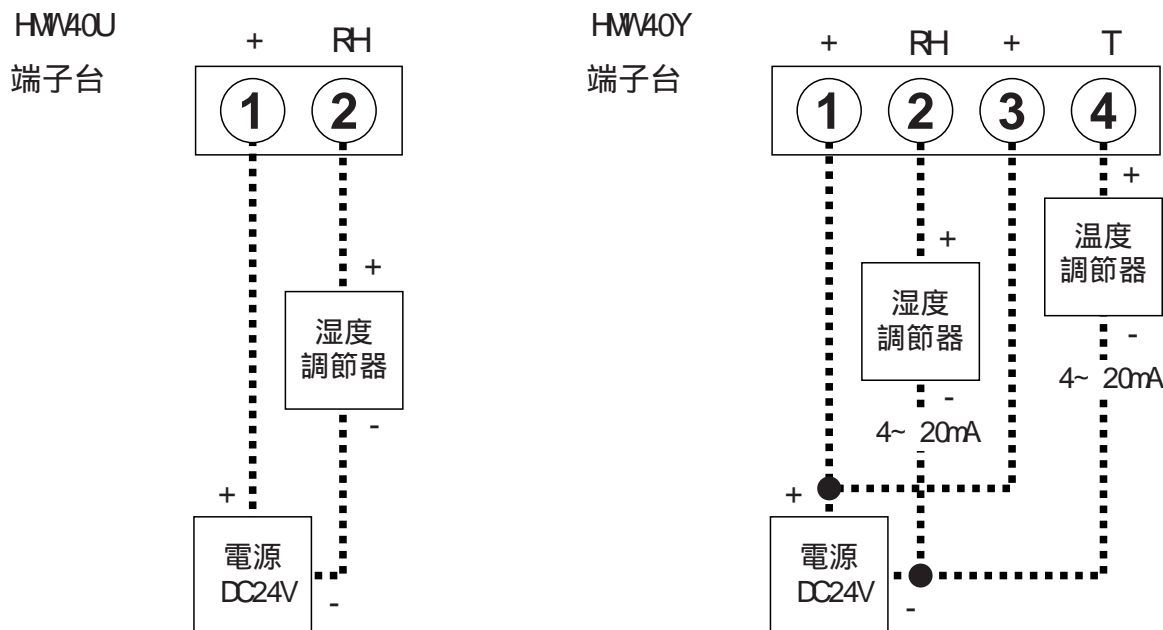 HMW40U
端子台
+ RH
1 2
+
湿度
調節器
-
+
電源
DC24V
-
HMW40Y
端子台
+ RH + T
1 2 3 4
+
温度
調節器
-
4~ 20mA
+
湿度
調節器
-
4~ 20mA
+
電源
DC24V
-